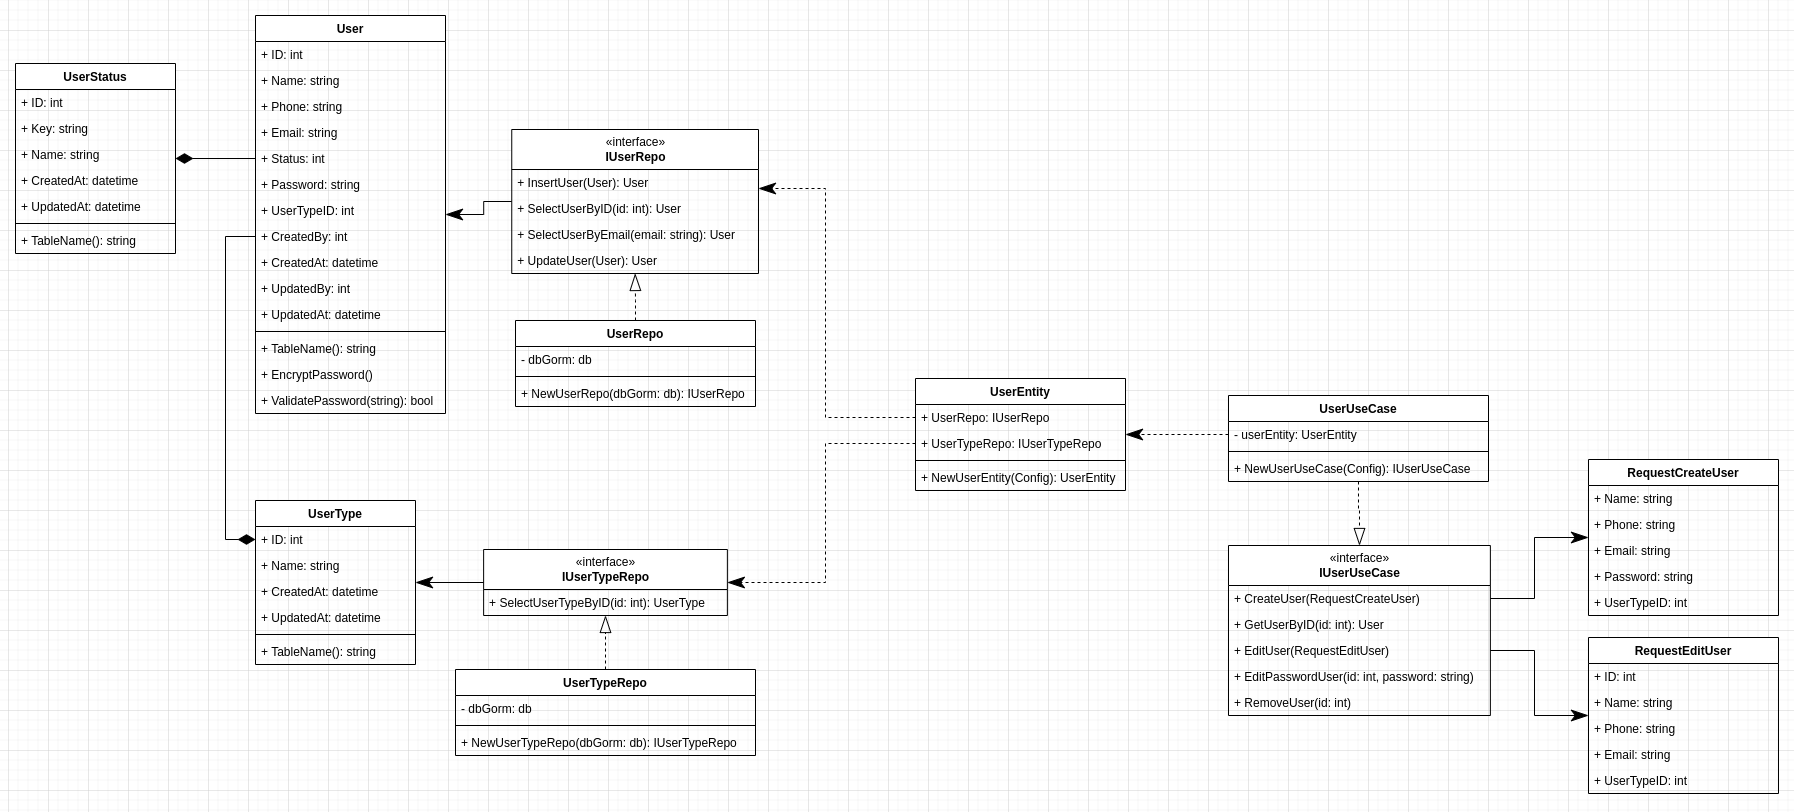 UserStatus
+ ID: int
+ Key: string
+ Name: string
+ CreatedAt: datetime
+ UpdatedAt: datetime
+ TableName(): string
User
+ ID: int
+ Name: string
+ Phone: string
+ Email: string
+ Status: int
+ Password: string
+ UserTypeID: int
+ CreatedBy: int
+ CreatedAt: datetime
+ UpdatedBy: int
+ UpdatedAt: datetime
+ TableName(): string
+ EncryptPassword()
+ ValidatePassword(string): bool
«interface»
IUserRepo
+ InsertUser(User): User
+ SelectUserByID(id: int): User
+ SelectUserByEmail(email: string): User
+ UpdateUser(User): User
UserRepo
- dbGorm: db
+ NewUserRepo(dbGorm: db): IUserRepo
UserType
+ ID: int
+ Name: string
+ CreatedAt: datetime
+ UpdatedAt: datetime
+ TableName(): string
«interface»
IUserTypeRepo
+ SelectUserTypeByID(id: int): UserType
UserTypeRepo
- dbGorm: db
+ NewUserTypeRepo(dbGorm: db): IUserTypeRepo
UserEntity
+ UserRepo: IUserRepo
+ UserTypeRepo: IUserTypeRepo
+ NewUserEntity(Config): UserEntity
UserUseCase
- userEntity: UserEntity
+ NewUserUseCase(Config): IUserUseCase
«interface»
IUserUseCase
+ CreateUser(RequestCreateUser)
+ GetUserByID(id: int): User
+ EditUser(RequestEditUser)
+ EditPasswordUser(id: int, password: string)
+ RemoveUser(id: int)
RequestCreateUser
+ Name: string
+ Phone: string
+ Email: string
+ Password: string
+ UserTypeID: int
RequestEditUser
+ ID: int
+ Name: string
+ Phone: string
+ Email: string
+ UserTypeID: int